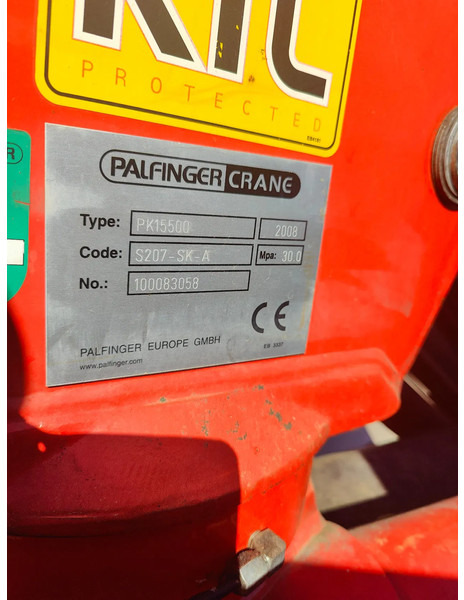 KTL
PROTECTED
R
PALFINGER CRANE
Type: PK15500 2008
Code: S207-SK-A Mpa: 30.0
No.: 100083058
CE
PALFINGER EUROPE GMBH
www.palfinger.com